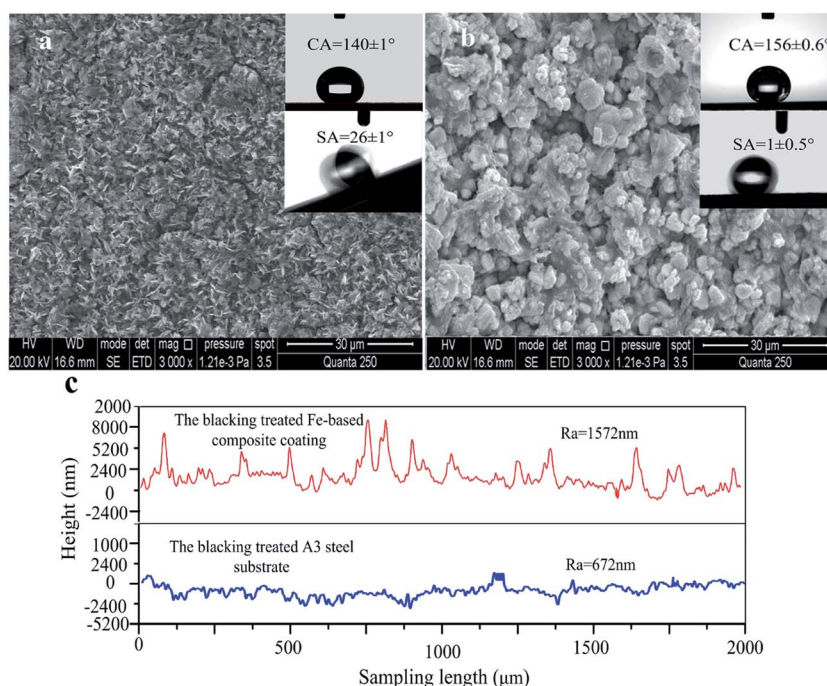 a
CA=140±1°
SA=26±1°
HV WD mode det mag □ pressure spot
20.00 kV 16.6 mm SE ETD 3 000 x 1.21e-3 Pa 3.5
30 µm
Quanta 250
b
CA=156±0.6°
SA=1±0.5°
HV WD mode det mag □ pressure spot
20.00 kV 16.6 mm SE ETD 3 000 x 1.21e-3 Pa 3.5
30 µm
Quanta 250
c
Height (nm)
2000
8000
5200
2400
0
-2400
The blacking treated Fe-based
composite coating
Ra=1572nm
1000
2400
0
-2400
-5200
The blacking treated A3 steel
substrate
Ra=672nm
0 500 1000 1500 2000
Sampling length (µm)